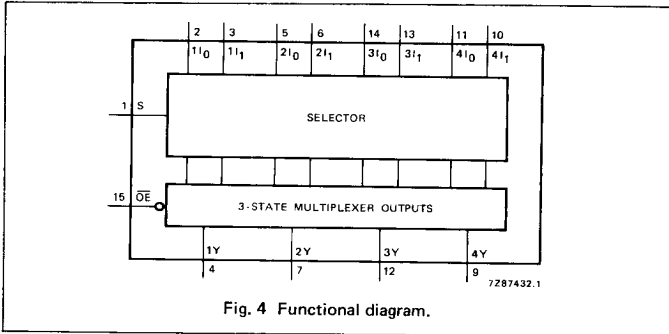 2 3 5 6 14 13 11 10
1I0 1I1 2I0 2I1 3I0 3I1 4I0 4I1
1 S
SELECTOR
15 OE
3-STATE MULTIPLEXER OUTPUTS
1Y 2Y 3Y 4Y
4 7 12 9
7Z87432.1
Fig. 4 Functional diagram.